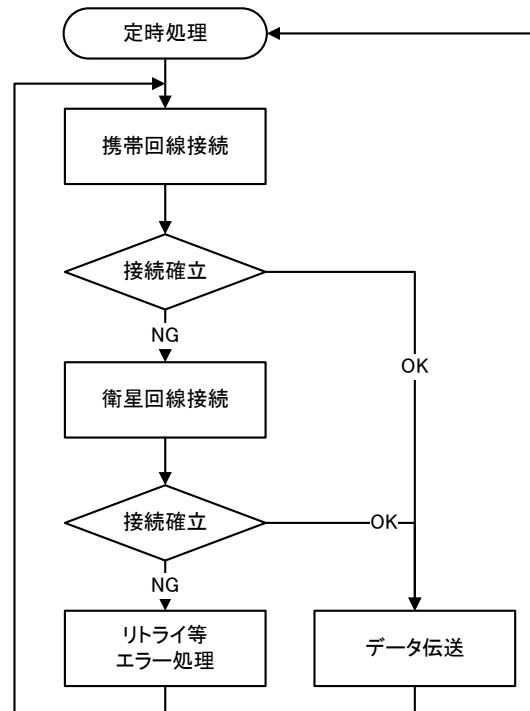 定時処理
携帯回線接続
接続確立
NG
OK
衛星回線接続
接続確立
OK
NG
リトライ等
エラー処理
データ伝送